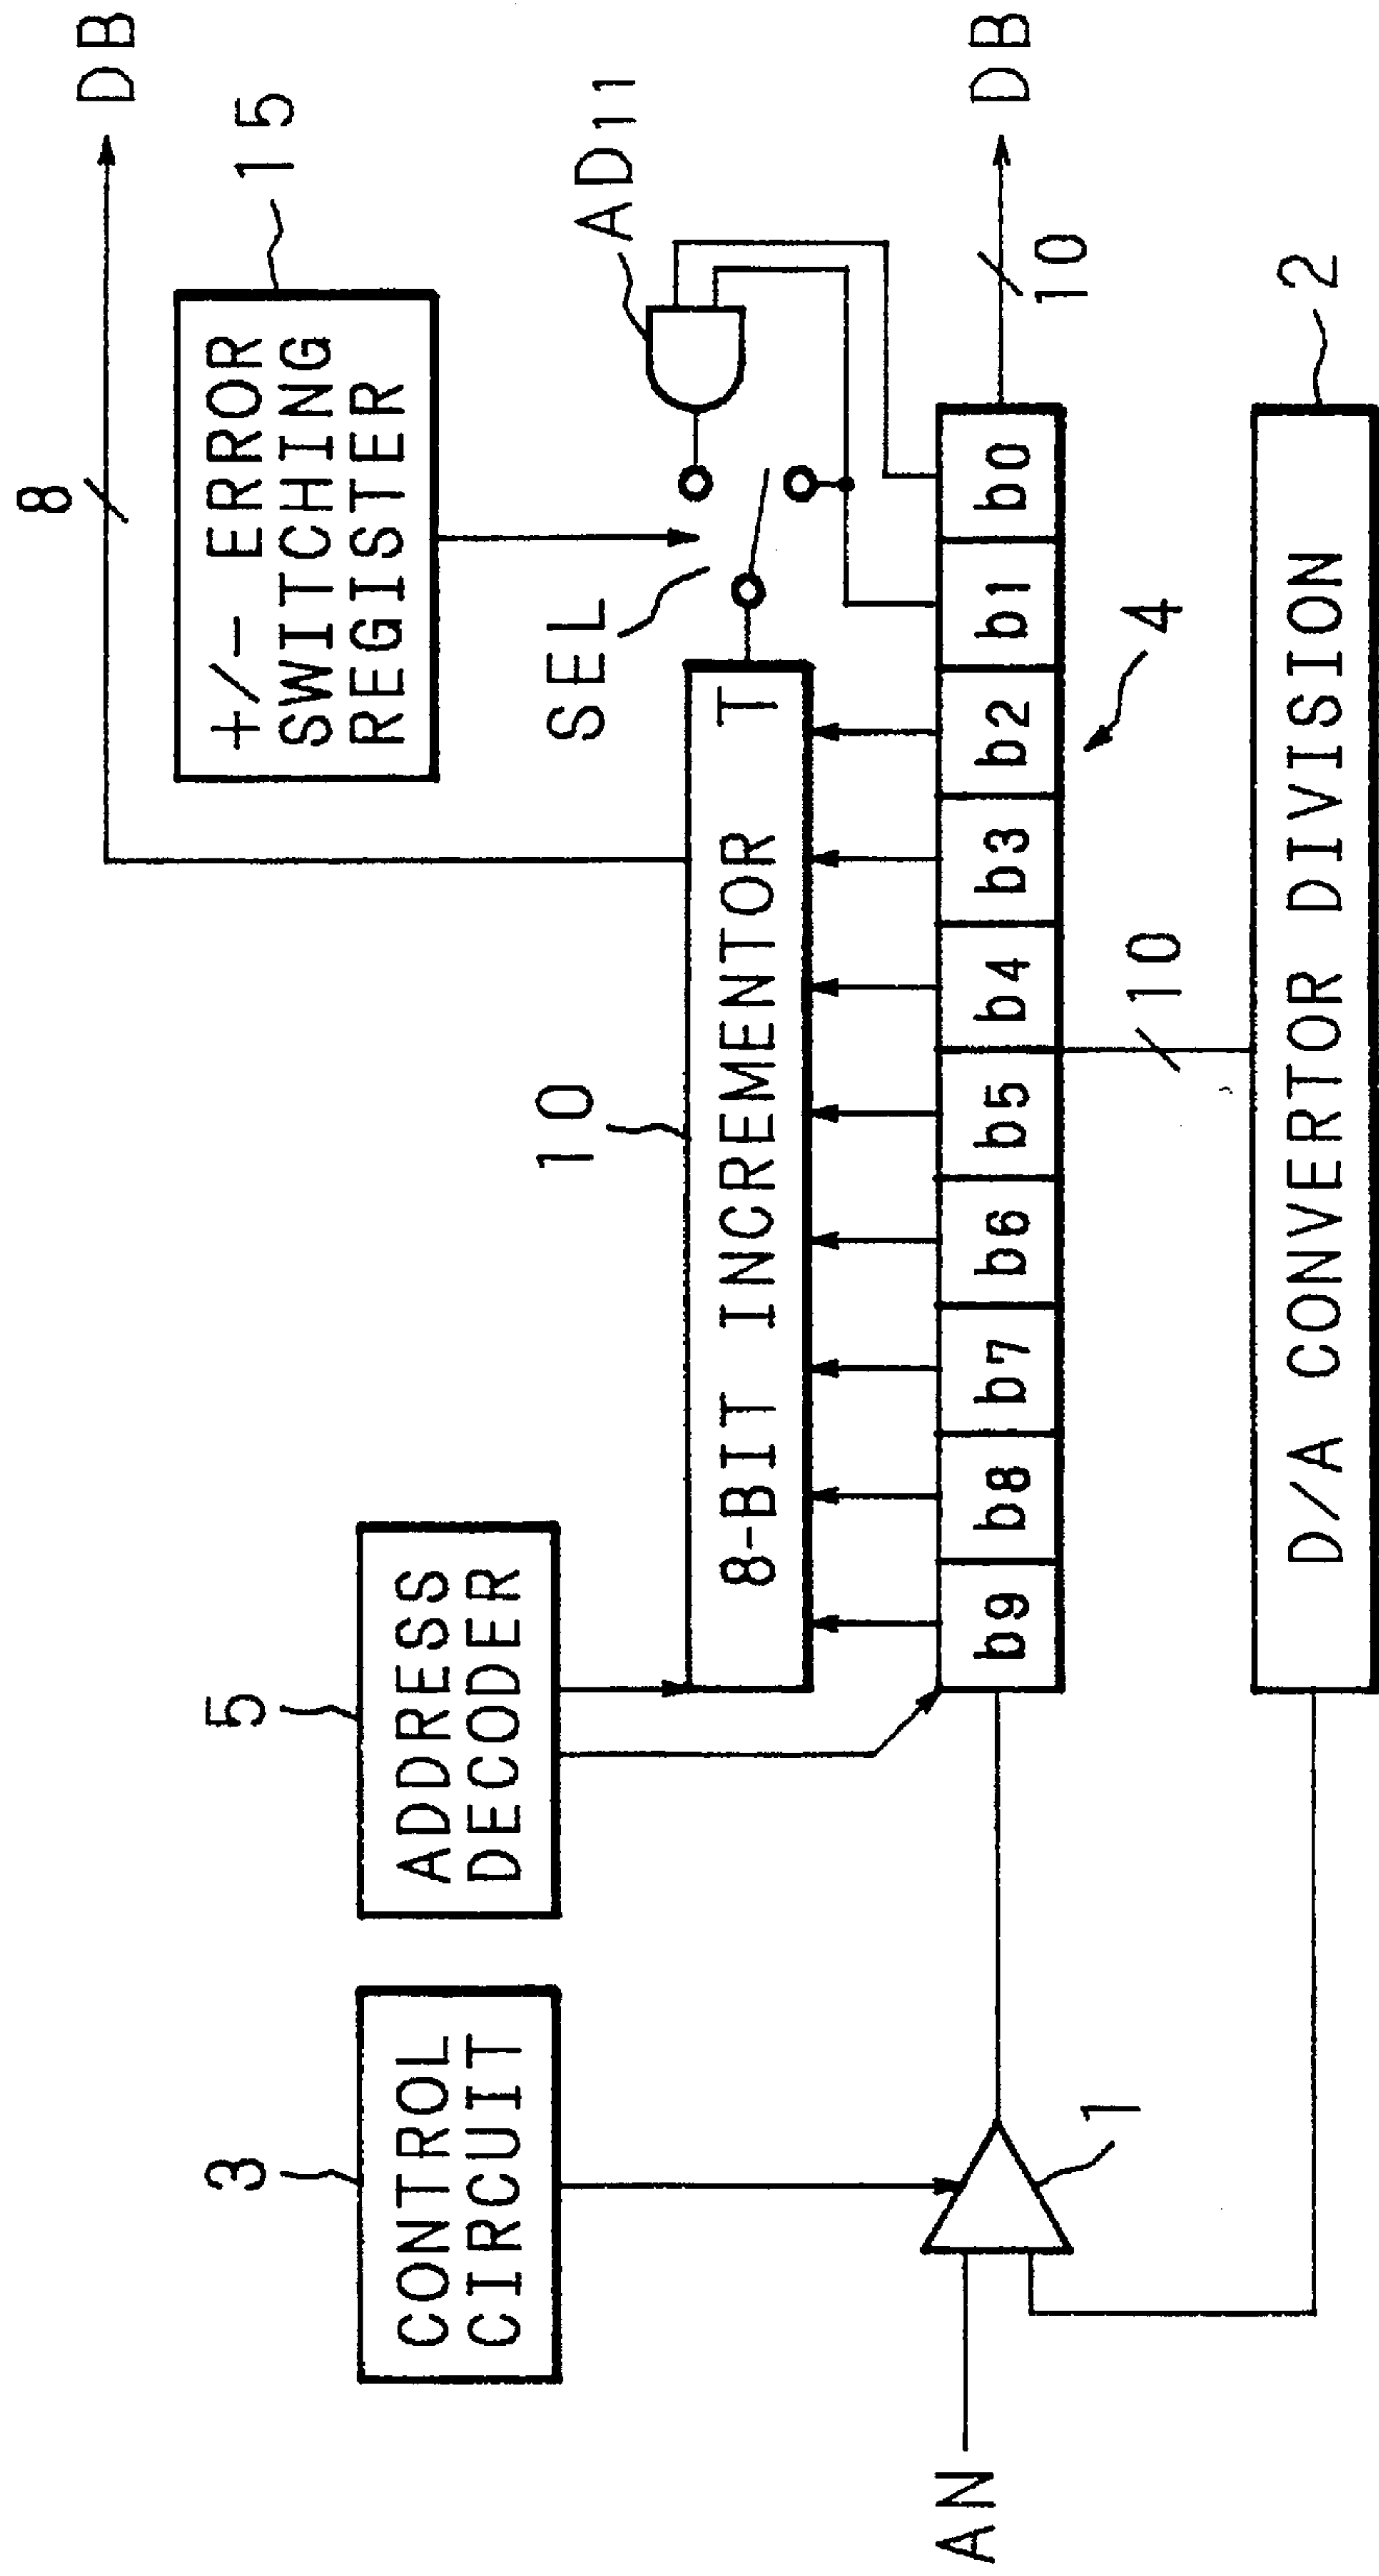 8
DB
+/- ERROR
SWITCHING
REGISTER
15
3
CONTROL
CIRCUIT
5
ADDRESS
DECODER
10
SEL
AD11
8-BIT INCREMENTOR T
AN
b9 b8 b7 b6 b5 b4 b3 b2 b1 b0
10
DB
1
10
4
D/A CONVERTOR DIVISION
2